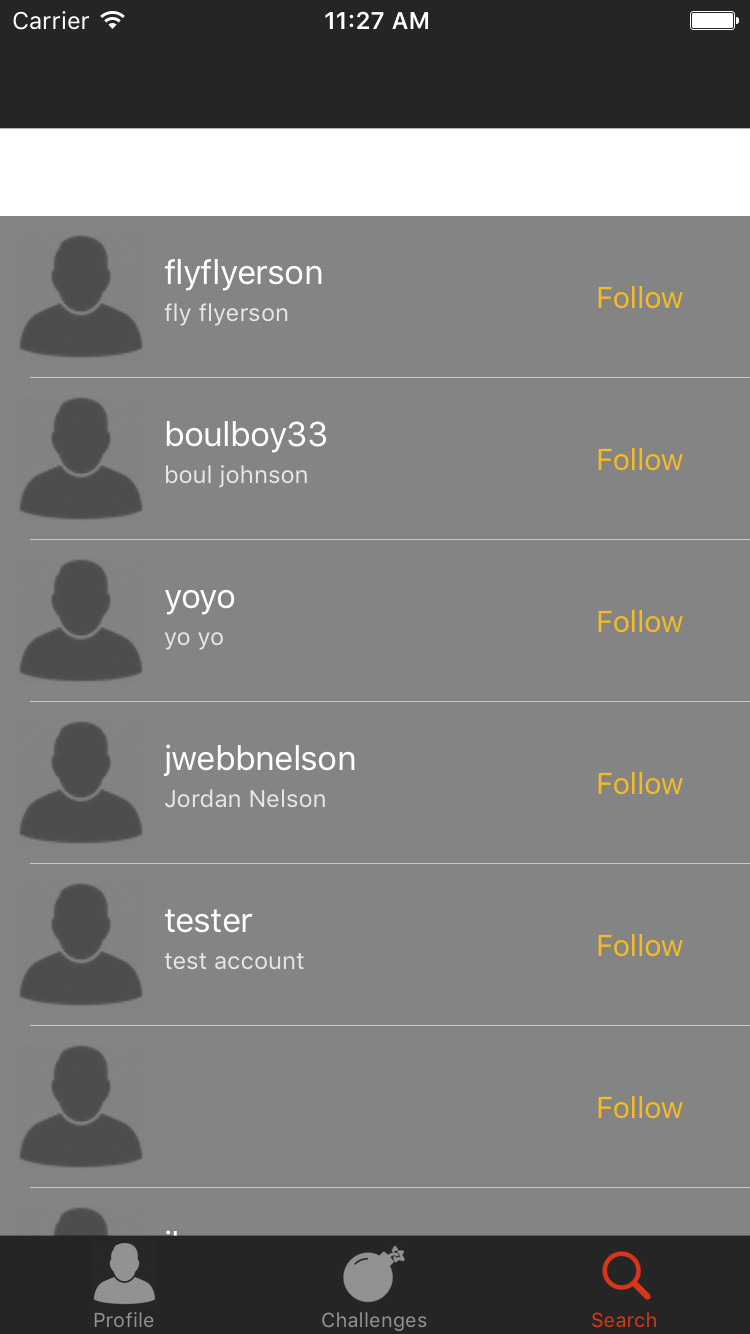 Carrier 11:27 AM
flyflyerson
fly flyerson
Follow
boulboy33
boul johnson
Follow
yoyo
yo yo
Follow
jwebbnelson
Jordan Nelson
Follow
tester
test account
Follow
Follow
Profile Challenges Search